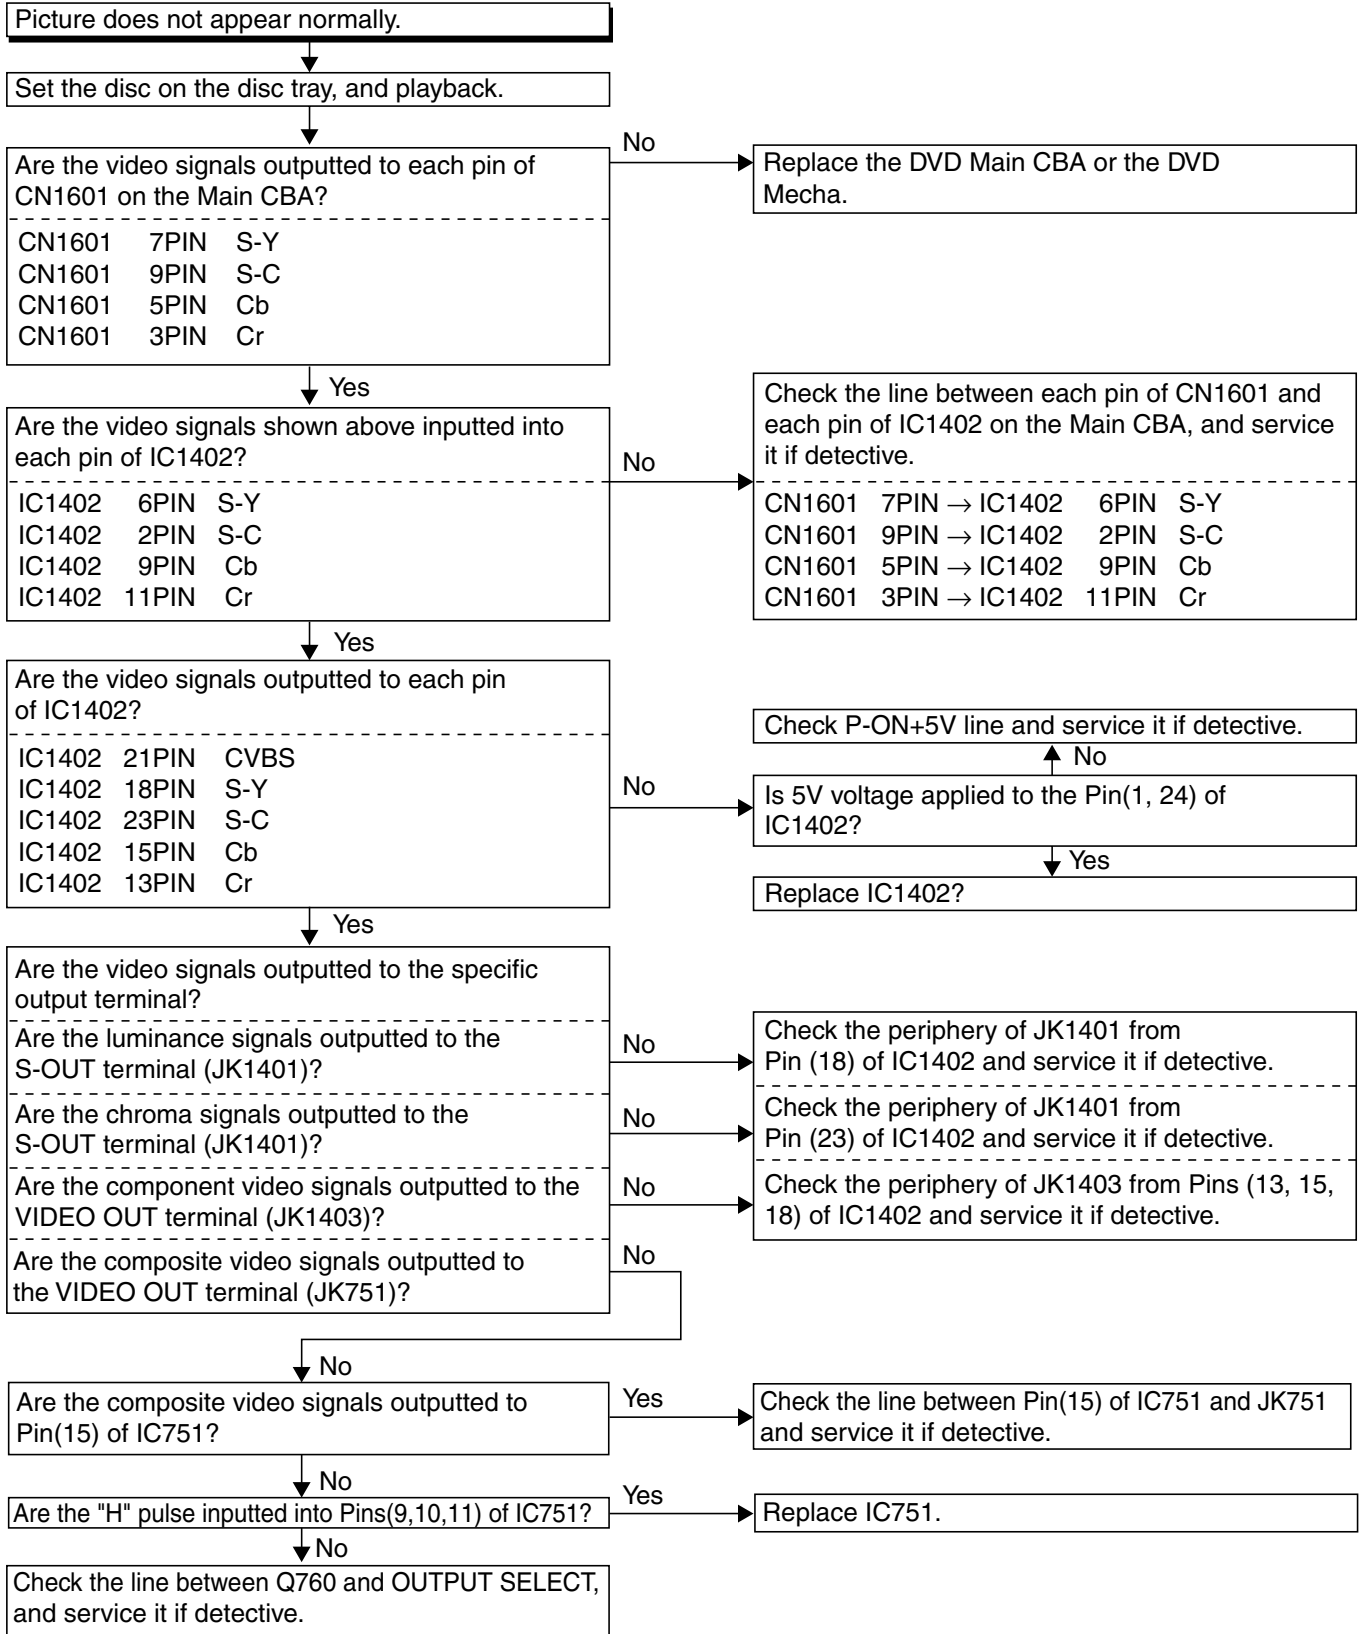 Picture does not appear normally.
Set the disc on the disc tray, and playback.
Are the video signals outputted to each pin of
CN1601 on the Main CBA?
CN1601 7PIN S-Y
CN1601 9PIN S-C
CN1601 5PIN Cb
CN1601 3PIN Cr
No
Replace the DVD Main CBA or the DVD
Mecha.
Yes
Are the video signals shown above inputted into
each pin of IC1402?
IC1402 6PIN S-Y
IC1402 2PIN S-C
IC1402 9PIN Cb
IC1402 11PIN Cr
No
Check the line between each pin of CN1601 and
each pin of IC1402 on the Main CBA, and service
it if detective.
CN1601 7PIN → IC1402 6PIN S-Y
CN1601 9PIN → IC1402 2PIN S-C
CN1601 5PIN → IC1402 9PIN Cb
CN1601 3PIN → IC1402 11PIN Cr
Yes
Are the video signals outputted to each pin
of IC1402?
IC1402 21PIN CVBS
IC1402 18PIN S-Y
IC1402 23PIN S-C
IC1402 15PIN Cb
IC1402 13PIN Cr
No
Check P-ON+5V line and service it if detective.
No
Is 5V voltage applied to the Pin(1, 24) of
IC1402?
Yes
Replace IC1402?
Yes
Are the video signals outputted to the specific
output terminal?
Are the luminance signals outputted to the
S-OUT terminal (JK1401)?
No
Check the periphery of JK1401 from
Pin (18) of IC1402 and service it if detective.
Are the chroma signals outputted to the
S-OUT terminal (JK1401)?
No
Check the periphery of JK1401 from
Pin (23) of IC1402 and service it if detective.
Are the component video signals outputted to the
VIDEO OUT terminal (JK1403)?
No
Check the periphery of JK1403 from Pins (13, 15,
18) of IC1402 and service it if detective.
Are the composite video signals outputted to
the VIDEO OUT terminal (JK751)?
No
No
Are the composite video signals outputted to
Pin(15) of IC751?
Yes
Check the line between Pin(15) of IC751 and JK751
and service it if detective.
No
Are the "H" pulse inputted into Pins(9,10,11) of IC751?
Yes
Replace IC751.
No
Check the line between Q760 and OUTPUT SELECT,
and service it if detective.